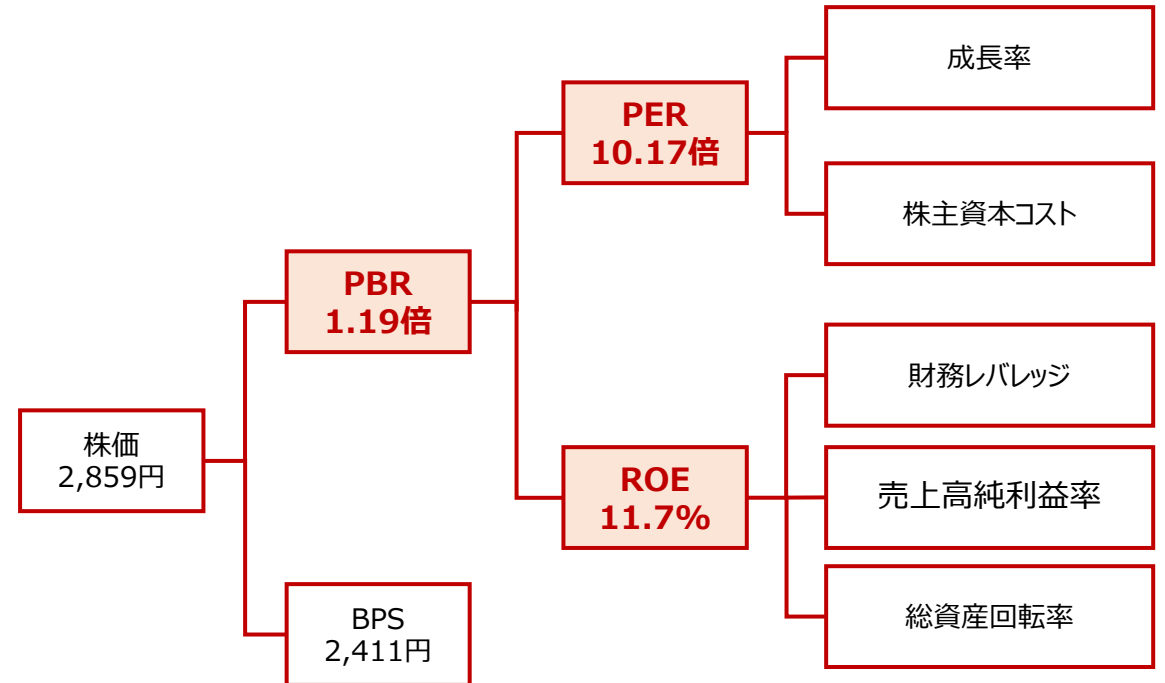 株価
2,859円
PBR
1.19倍
BPS
2,411円
PER
10.17倍
ROE
11.7%
成長率
株主資本コスト
財務レバレッジ
売上高純利益率
総資産回転率